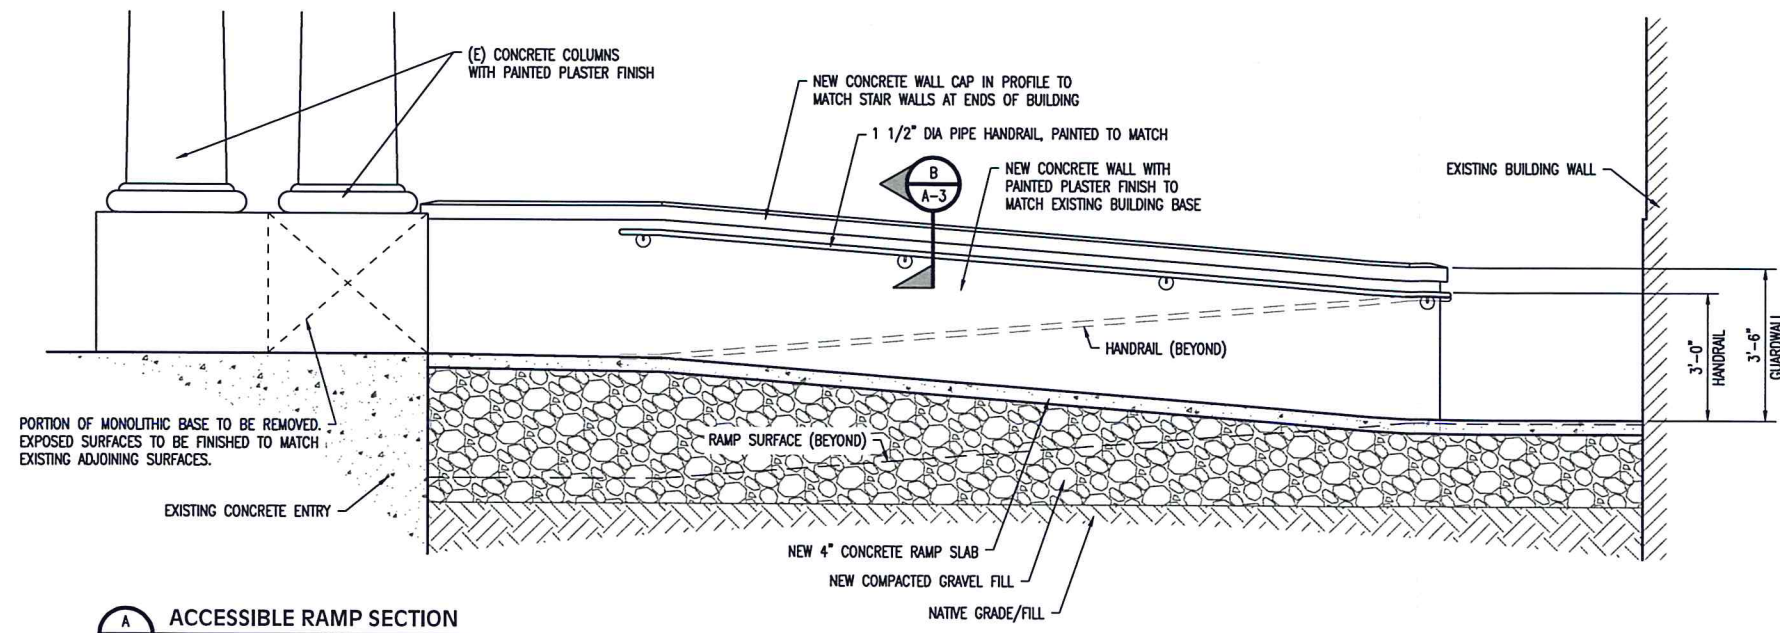 (E) CONCRETE COLUMNS
WITH PAINTED PLASTER FINISH
NEW CONCRETE WALL CAP IN PROFILE TO
MATCH STAIR WALLS AT ENDS OF BUILDING
1 1/2" DIA PIPE HANDRAIL, PAINTED TO MATCH
B
A-3
NEW CONCRETE WALL WITH
PAINTED PLASTER FINISH TO
MATCH EXISTING BUILDING BASE
EXISTING BUILDING WALL
HANDRAIL (BEYOND)
3'-0"
HANDRAIL
3'-6"
GUARDWALL
PORTION OF MONOLITHIC BASE TO BE REMOVED.
EXPOSED SURFACES TO BE FINISHED TO MATCH
EXISTING ADJOINING SURFACES.
RAMP SURFACE (BEYOND)
EXISTING CONCRETE ENTRY
NEW 4" CONCRETE RAMP SLAB
NEW COMPACTED GRAVEL FILL
NATIVE GRADE/FILL
A
ACCESSIBLE RAMP SECTION